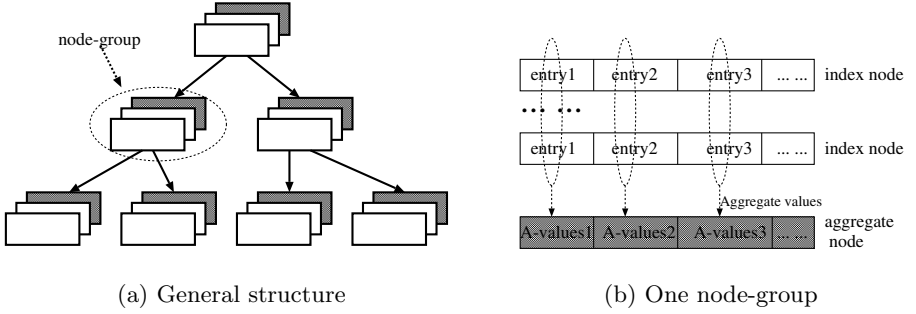 node-group
(a) General structure
entry1 entry2 entry3 ... ... index node
... ...
entry1 entry2 entry3 ... ... index node
Aggregate values
A-values1 A-values2 A-values3 ... ... aggregate
node
(b) One node-group